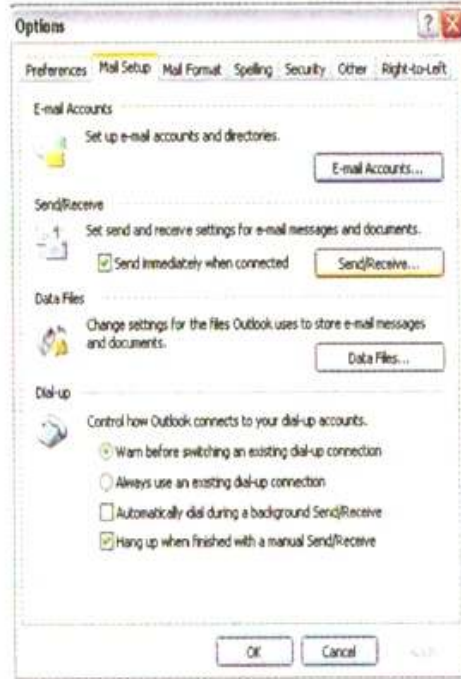 Options
Preferences Mail Setup Mail Format Spelling Security Other Right-to-Left
E-mail Accounts
Set up e-mail accounts and directories.
E-mail Accounts...
Send/Receive
Set send and receive settings for e-mail messages and documents.
Send immediately when connected
Send/Receive...
Data Files
Change settings for the files Outlook uses to store e-mail messages
and documents.
Data Files...
Dial-up
Control how Outlook connects to your dial-up accounts.
Warn before switching an existing dial-up connection
Always use an existing dial-up connection
Automatically dial during a background Send/Receive
Hang up when finished with a manual Send/Receive
OK Cancel